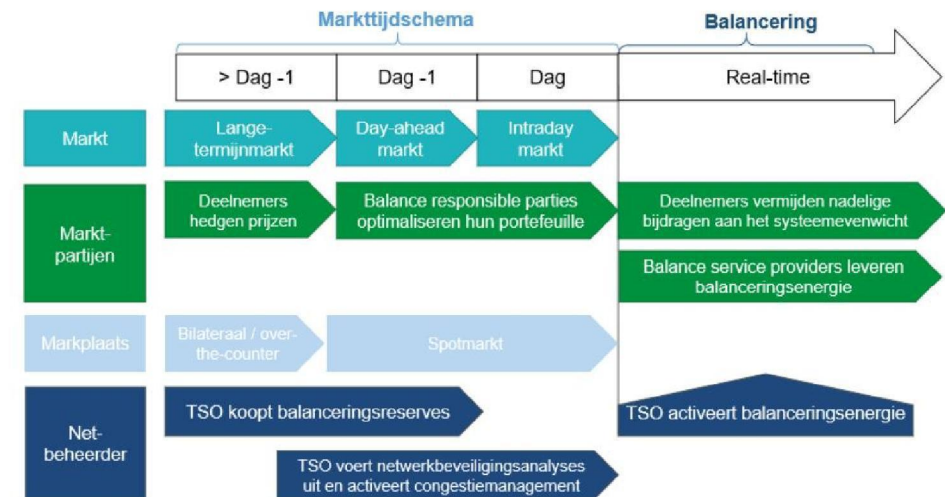 Markttijdschema
Balancering
> Dag -1
Dag -1
Dag
Real-time
Markt
Lange-
termijnmarkt
Day-ahead
markt
Intraday
markt
Markt-
partijen
Deelnemers
hedgen prijzen
Balance responsible parties
optimaliseren hun portefeuille
Deelnemers vermijden nadelige
bijdragen aan het systeemevenwicht
Balance service providers leveren
balanceringsenergie
Markplaats
Bilateraal / over-
the-counter
Spotmarkt
Net-
beheerder
TSO koopt balanceringsreserves
TSO activeert balanceringsenergie
TSO voert netwerkbeveiligingsanalyses
uit en activeert congestiemanagement